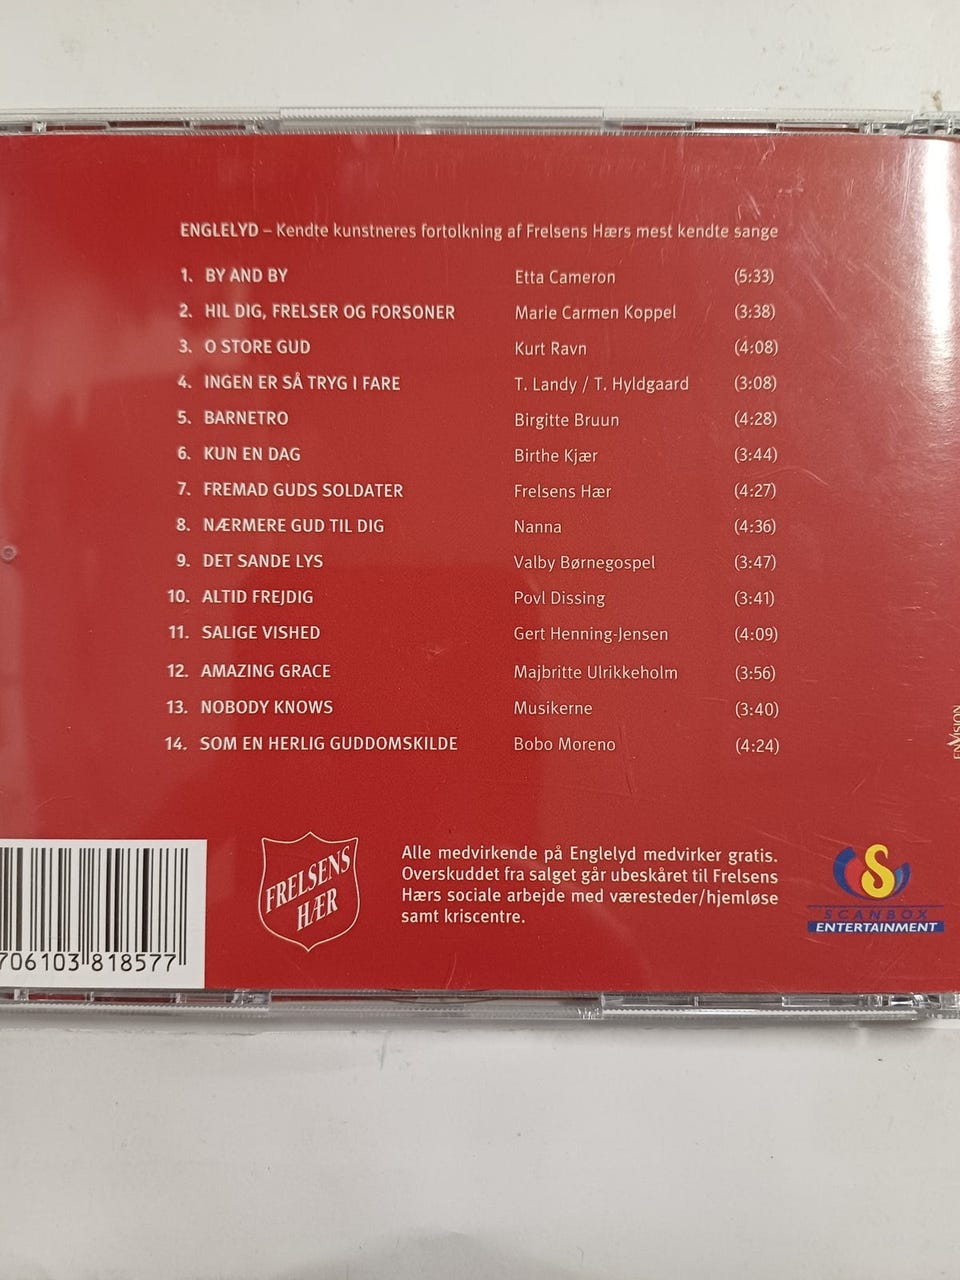 ENGLELYD – Kendte kunstneres fortolkning af Frelsens Hærs mest kendte sange
1. BY AND BY Etta Cameron (5:33)
2. HIL DIG, FRELSER OG FORSONER Marie Carmen Koppel (3:38)
3. O STORE GUD Kurt Ravn (4:08)
4. INGEN ER SÅ TRYG I FARE T. Landy / T. Hyldgaard (3:08)
5. BARNETRO Birgitte Bruun (4:28)
6. KUN EN DAG Birthe Kjær (3:44)
7. FREMAD GUDS SOLDATER Frelsens Hær (4:27)
8. NÆRMERE GUD TIL DIG Nanna (4:36)
9. DET SANDE LYS Valby Børnegospel (3:47)
10. ALTID FREJDIG Povl Dissing (3:41)
11. SALIGE VISHED Gert Henning-Jensen (4:09)
12. AMAZING GRACE Majbritte Ulrikkeholm (3:56)
13. NOBODY KNOWS Musikerne (3:40)
14. SOM EN HERLIG GUDDOMSKILDE Bobo Moreno (4:24)
ENVISION
706103 818577
FRELSENS
HÆR
Alle medvirkende på Englelyd medvirker gratis.
Overskuddet fra salget går ubeskåret til Frelsens
Hærs sociale arbejde med væresteder/hjemløse
samt kriscentre.
S
SCANBOX
ENTERTAINMENT